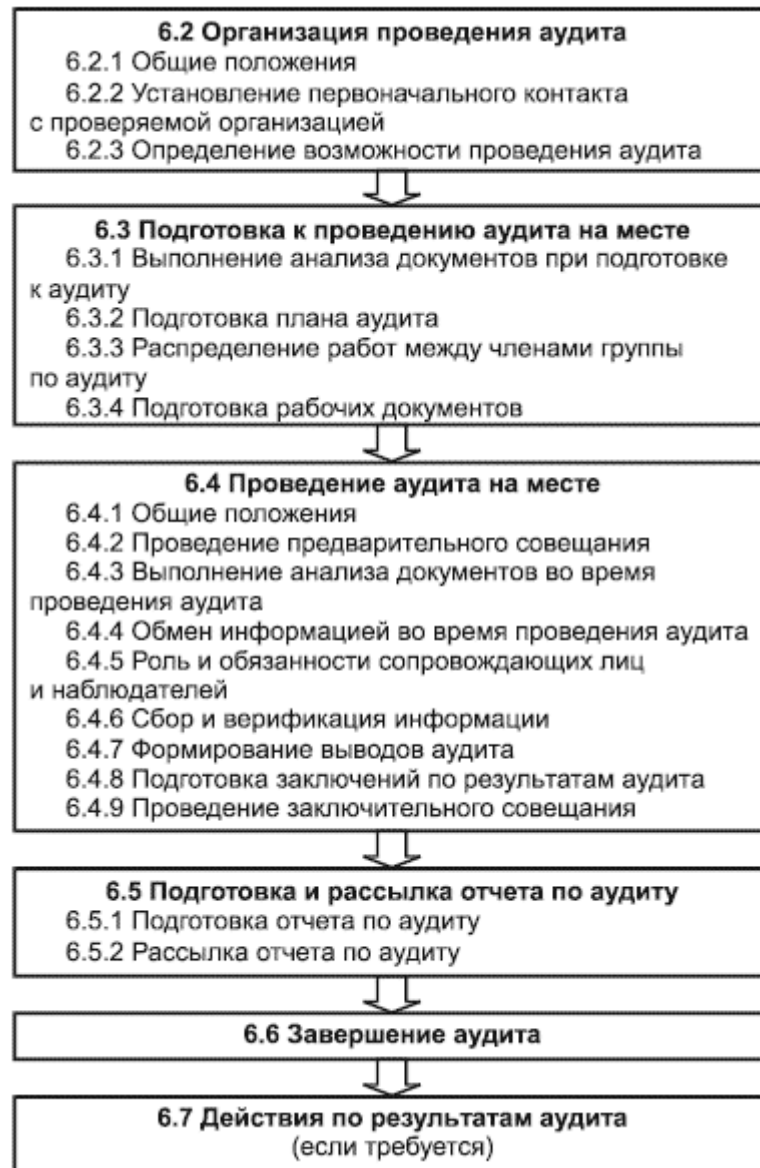 6.2 Организация проведения аудита
6.2.1 Общие положения
6.2.2 Установление первоначального контакта
с проверяемой организацией
6.2.3 Определение возможности проведения аудита
6.3 Подготовка к проведению аудита на месте
6.3.1 Выполнение анализа документов при подготовке
к аудиту
6.3.2 Подготовка плана аудита
6.3.3 Распределение работ между членами группы
по аудиту
6.3.4 Подготовка рабочих документов
6.4 Проведение аудита на месте
6.4.1 Общие положения
6.4.2 Проведение предварительного совещания
6.4.3 Выполнение анализа документов во время
проведения аудита
6.4.4 Обмен информацией во время проведения аудита
6.4.5 Роль и обязанности сопровождающих лиц
и наблюдателей
6.4.6 Сбор и верификация информации
6.4.7 Формирование выводов аудита
6.4.8 Подготовка заключений по результатам аудита
6.4.9 Проведение заключительного совещания
6.5 Подготовка и рассылка отчета по аудиту
6.5.1 Подготовка отчета по аудиту
6.5.2 Рассылка отчета по аудиту
6.6 Завершение аудита
6.7 Действия по результатам аудита
(если требуется)